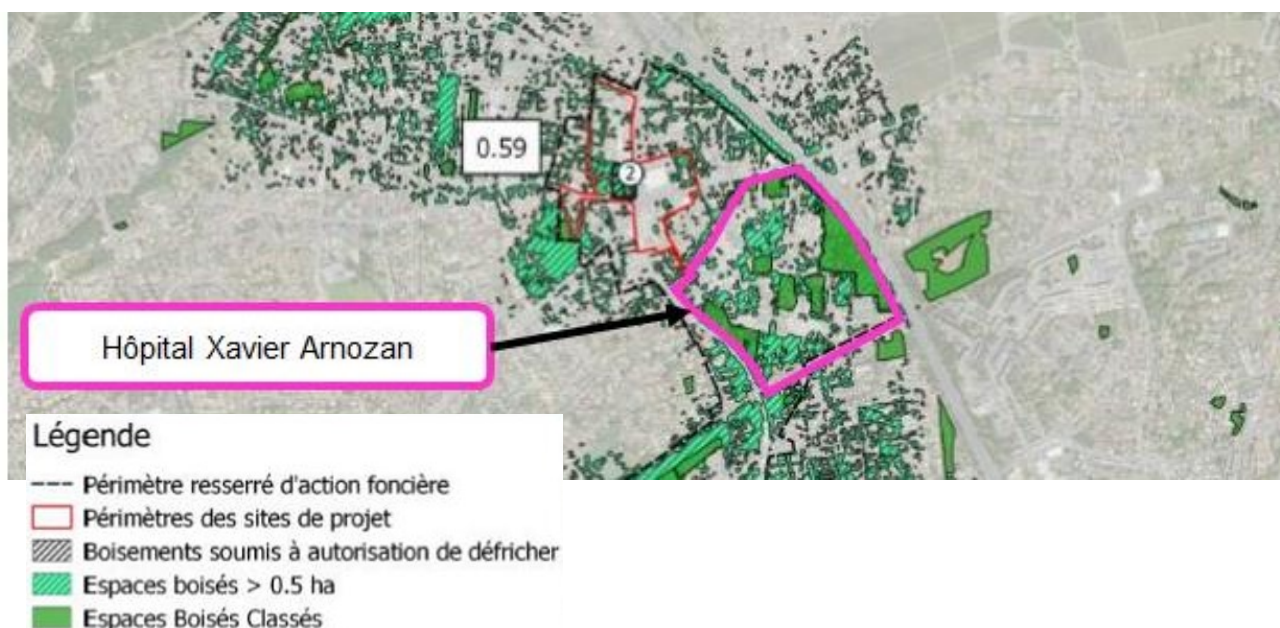 0.59
2
Hôpital Xavier Arnozan
Légende
Périmètre resserré d'action foncière
Périmètres des sites de projet
Boisements soumis à autorisation de défricher
Espaces boisés > 0.5 ha
Espaces Boisés Classés